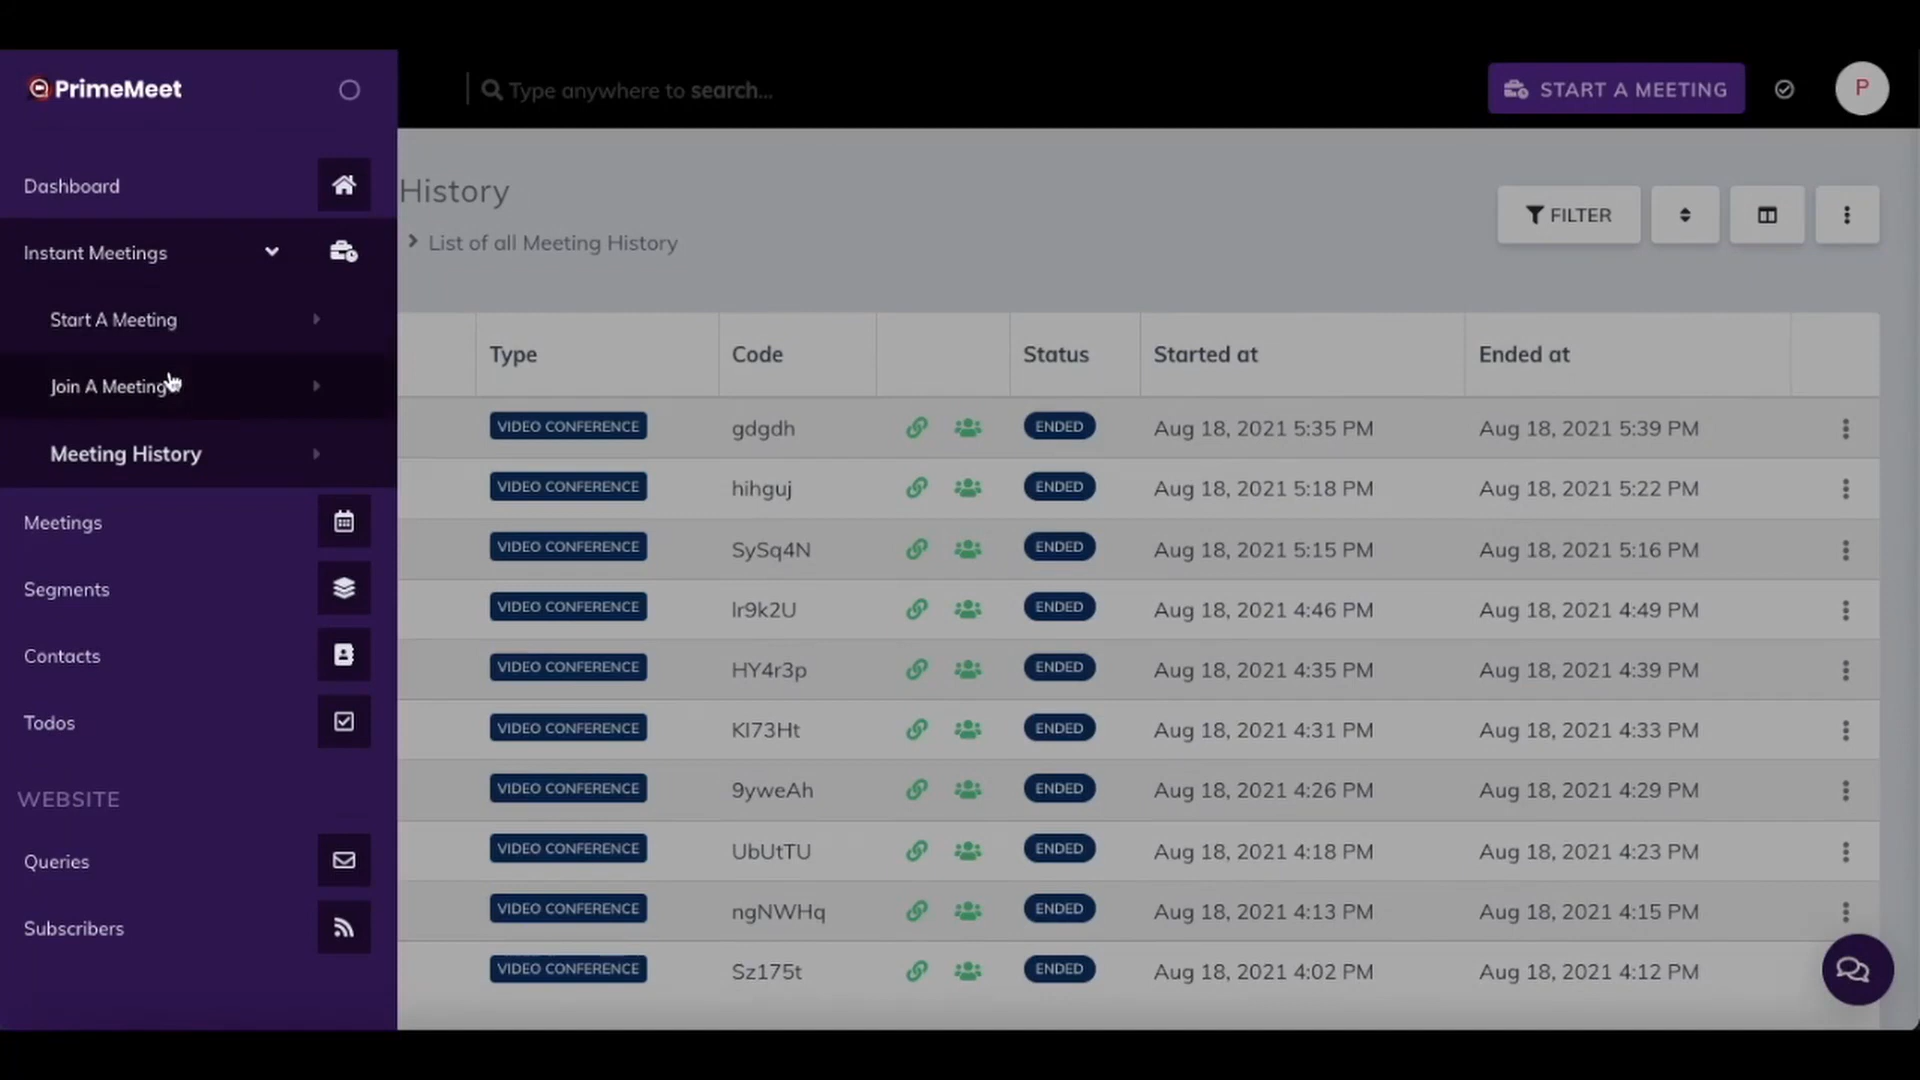 PrimeMeet
Type anywhere to search...
START A MEETING
P
Dashboard
Instant Meetings
Start A Meeting
Join A Meeting
Meeting History
Meetings
Segments
Contacts
Todos
WEBSITE
Queries
Subscribers
History
List of all Meeting History
FILTER
Type Code Status Started at Ended at
VIDEO CONFERENCE gdgdh ENDED Aug 18, 2021 5:35 PM Aug 18, 2021 5:39 PM
VIDEO CONFERENCE hihguj ENDED Aug 18, 2021 5:18 PM Aug 18, 2021 5:22 PM
VIDEO CONFERENCE SySq4N ENDED Aug 18, 2021 5:15 PM Aug 18, 2021 5:16 PM
VIDEO CONFERENCE lr9k2U ENDED Aug 18, 2021 4:46 PM Aug 18, 2021 4:49 PM
VIDEO CONFERENCE HY4r3p ENDED Aug 18, 2021 4:35 PM Aug 18, 2021 4:39 PM
VIDEO CONFERENCE KI73Ht ENDED Aug 18, 2021 4:31 PM Aug 18, 2021 4:33 PM
VIDEO CONFERENCE 9yweAh ENDED Aug 18, 2021 4:26 PM Aug 18, 2021 4:29 PM
VIDEO CONFERENCE UbUtTU ENDED Aug 18, 2021 4:18 PM Aug 18, 2021 4:23 PM
VIDEO CONFERENCE ngNWHq ENDED Aug 18, 2021 4:13 PM Aug 18, 2021 4:15 PM
VIDEO CONFERENCE Sz175t ENDED Aug 18, 2021 4:02 PM Aug 18, 2021 4:12 PM